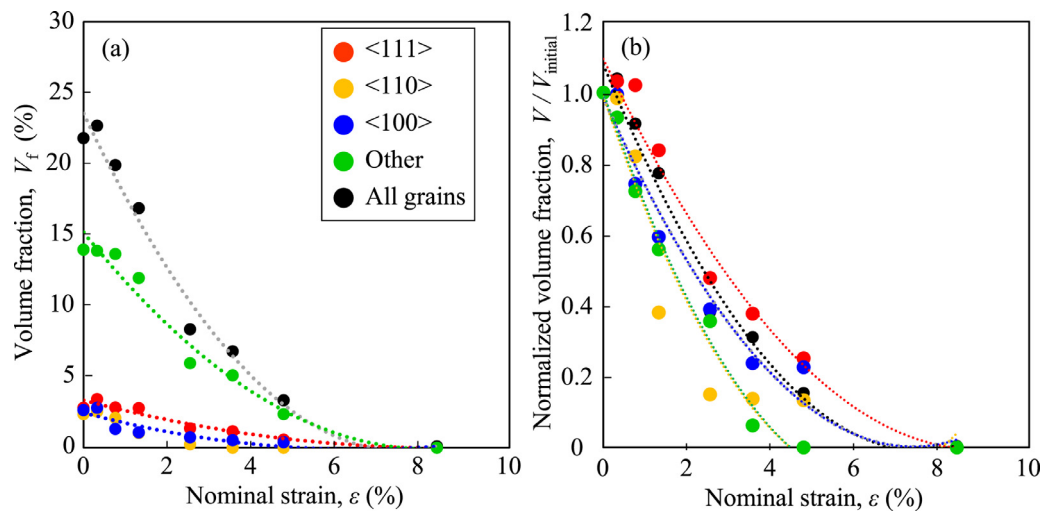 (a)
<111>
<110>
<100>
Other
All grains
30
25
20
15
10
5
0
0 2 4 6 8 10
Volume fraction, Vf (%)
Nominal strain, ε (%)
(b)
1.2
1.0
0.8
0.6
0.4
0.2
0
0 2 4 6 8 10
Normalized volume fraction, V / Vinitial
Nominal strain, ε (%)